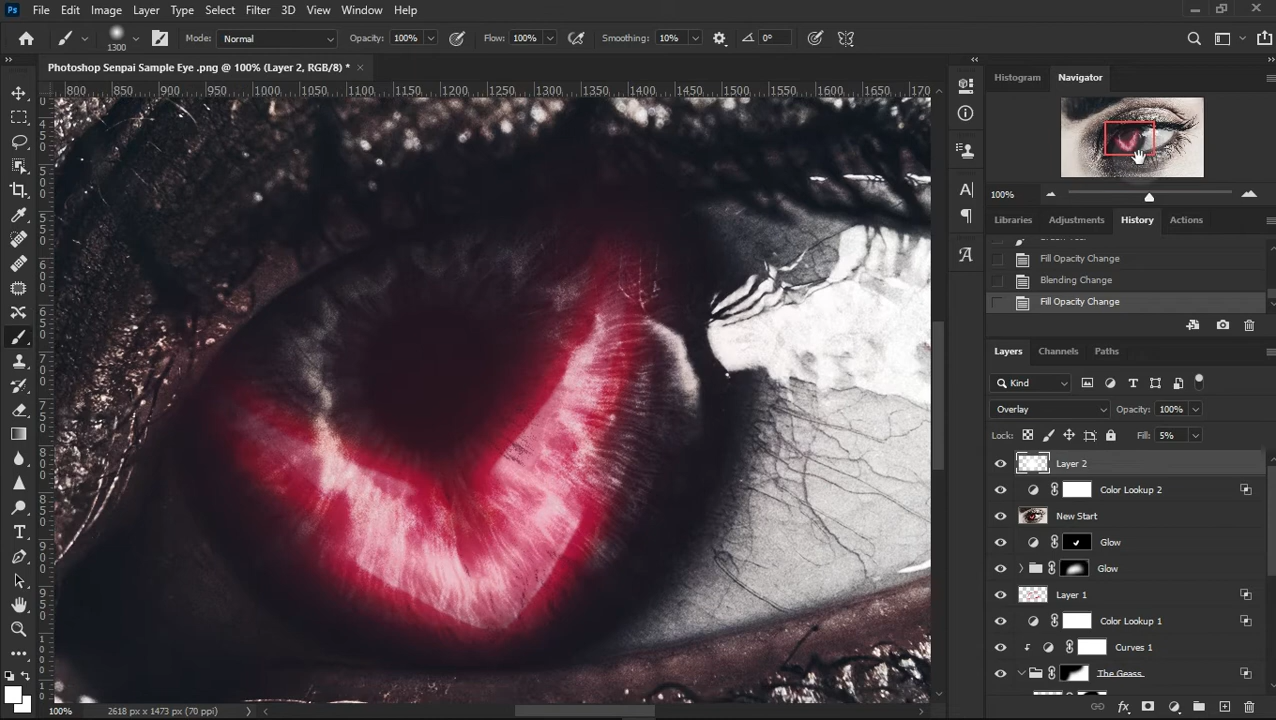 Ps File Edit Image Layer Type Select Filter 3D View Window Help
1300 Mode: Normal Opacity: 100% Flow: 100% Smoothing: 10% 0°
Photoshop Senpai Sample Eye .png @ 100% (Layer 2, RGB/8) *
800 900 950 1000 1050 1100 1150 1200 1250 1300 1350 1400 1450 1500 1550 1600 1650 1700
Histogram Navigator
100%
Libraries Adjustments History Actions
Fill Opacity Change
Blending Change
Fill Opacity Change
Layers Channels Paths
Kind
Overlay Opacity: 100%
Lock: Fill: 5%
Layer 2
Color Lookup 2
New Start
Glow
Glow
Layer 1
Color Lookup 1
Curves 1
The Geass
100% 2618 px x 1473 px (70 ppi)